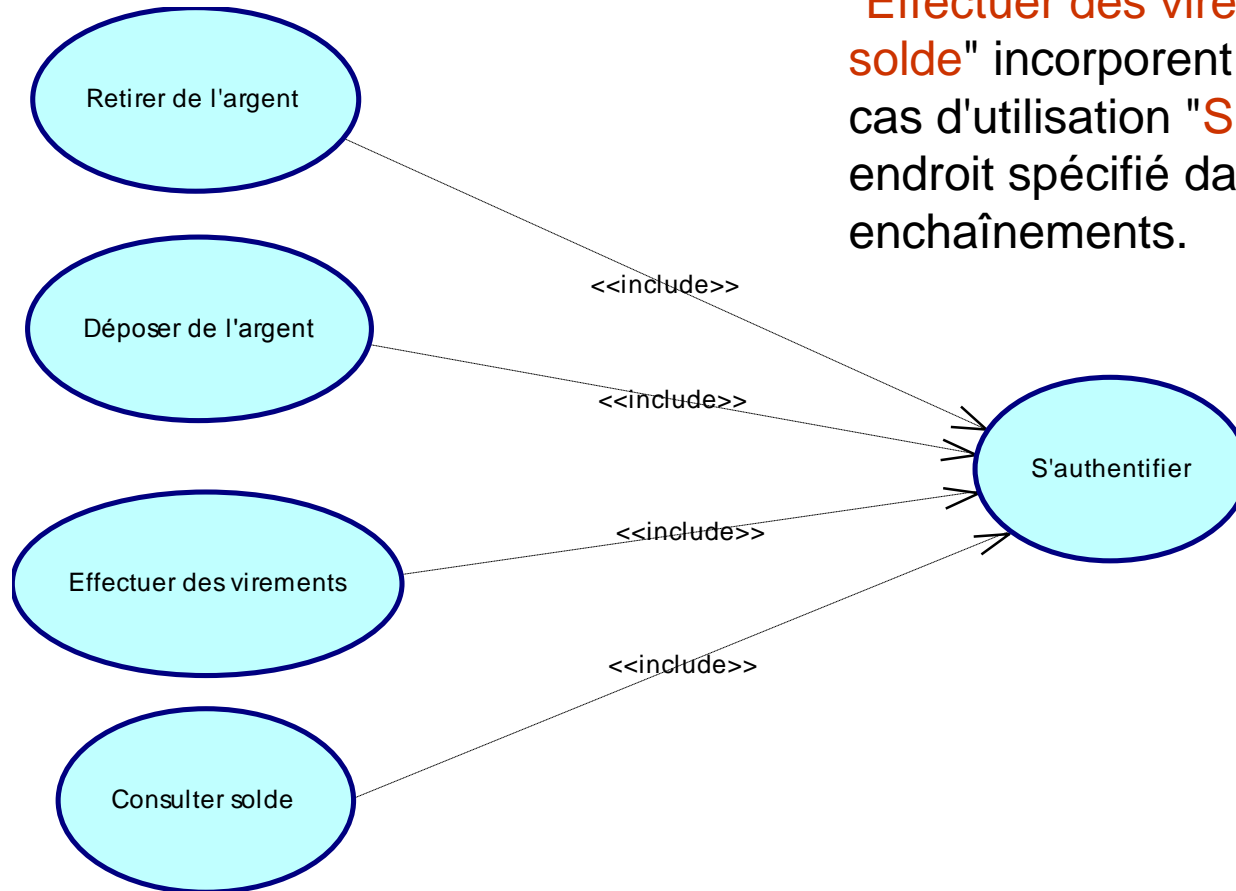 "Effectuer des vire
solde" incorporent
cas d'utilisation "S
endroit spécifié da
enchaînements.
Retirer de l'argent
<<include>>
Déposer de l'argent
<<include>>
S'authentifier
<<include>>
Effectuer des virements
<<include>>
Consulter solde